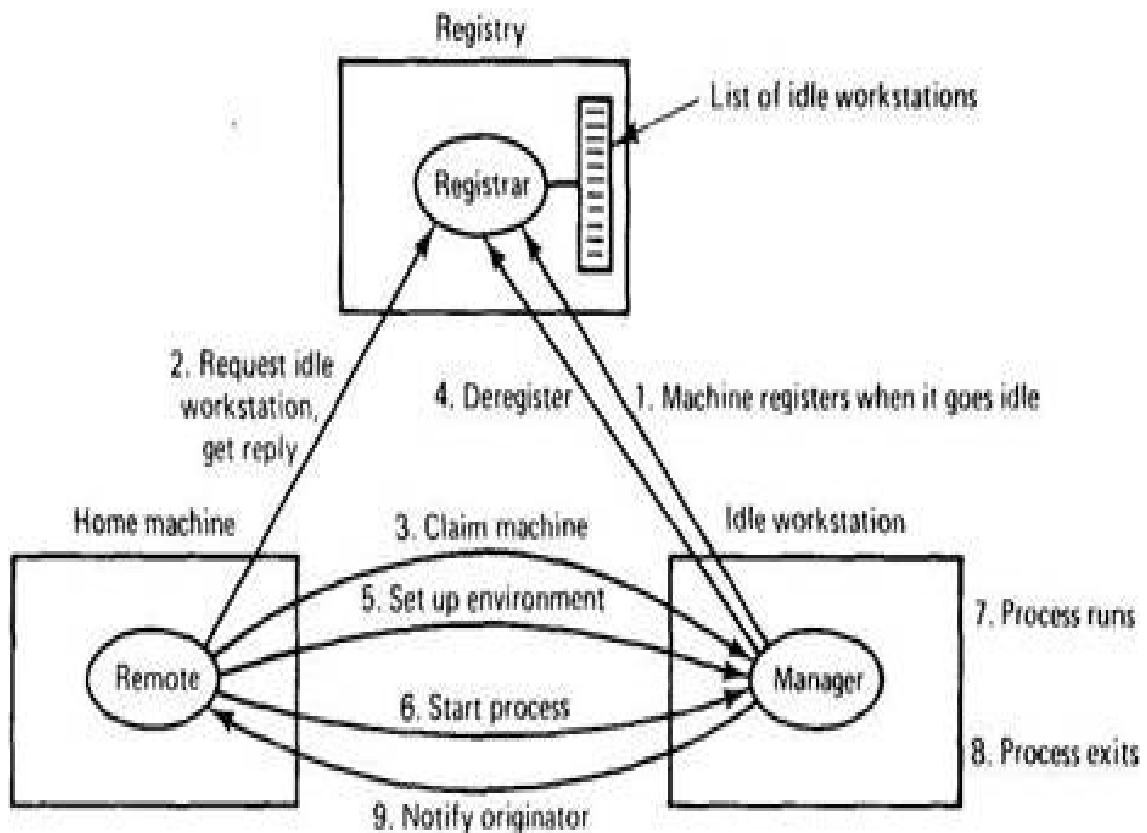 Registry
List of idle workstations
Registrar
2. Request idle
workstation,
get reply
4. Deregister
1. Machine registers when it goes idle
Home machine
3. Claim machine
Idle workstation
5. Set up environment
7. Process runs
Remote
Manager
6. Start process
8. Process exits
9. Notify originator